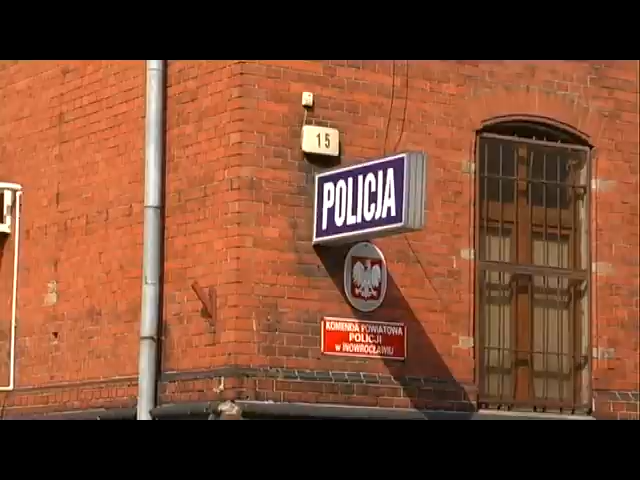 15
POLICJA
KOMENDA POWIATOWA
POLICJI
w INOWROCŁAWIU